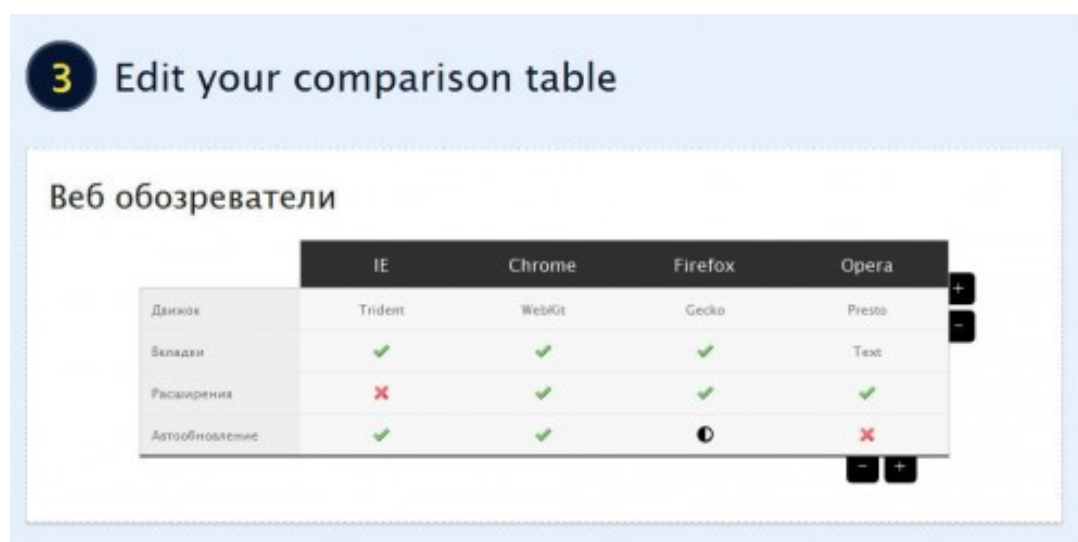 3 Edit your comparison table
Веб обозреватели
IE Chrome Firefox Opera
Движок Trident WebKit Gecko Presto
Вкладки Text
Расширения
Автообновление
+
-
- +